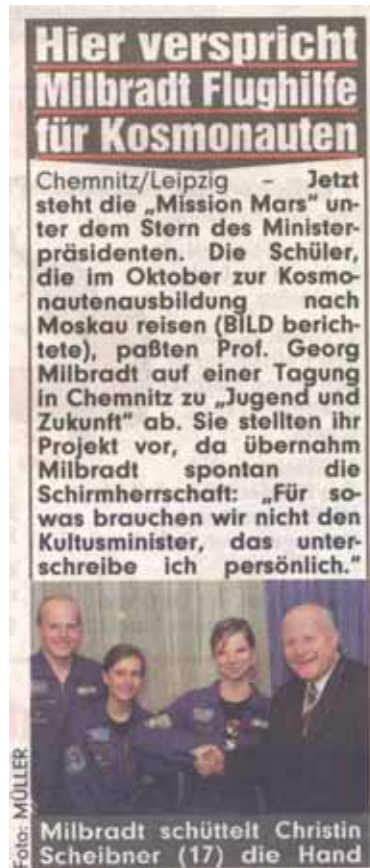 Hier verspricht
Milbradt Flughilfe
für Kosmonauten
Chemnitz/Leipzig – Jetzt
steht die „Mission Mars" un-
ter dem Stern des Minister-
präsidenten. Die Schüler,
die im Oktober zur Kosmo-
nautenausbildung nach
Moskau reisen (BILD berich-
tete), paßten Prof. Georg
Milbradt auf einer Tagung
in Chemnitz zu „Jugend und
Zukunft" ab. Sie stellten ihr
Projekt vor, da übernahm
Milbradt spontan die
Schirmherrschaft: „Für so-
was brauchen wir nicht den
Kultusminister, das unter-
schreibe ich persönlich."
Foto: MÜLLER
Milbradt schüttelt Christin
Scheibner (17) die Hand